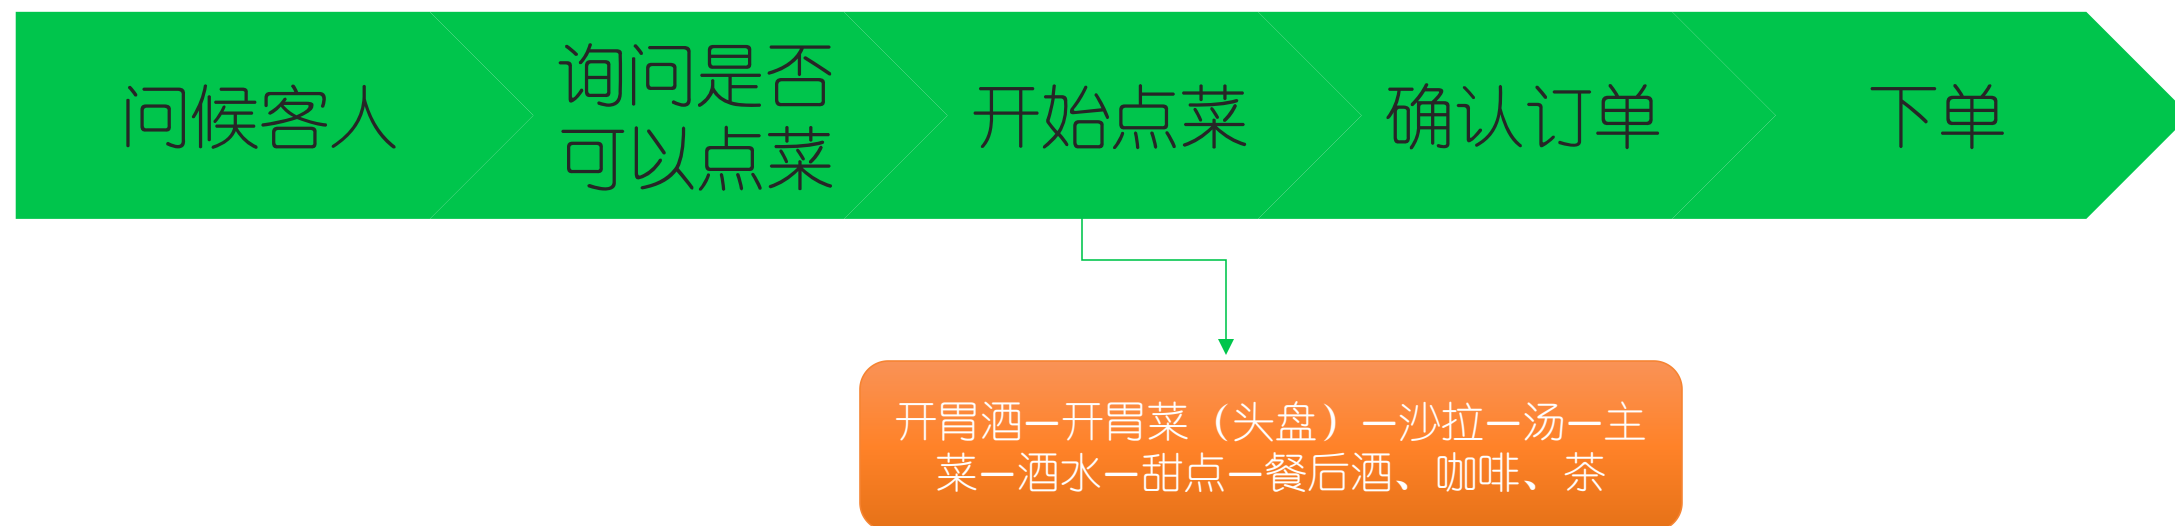 问候客人
询问是否
可以点菜
开始点菜
确认订单
下单
开胃酒—开胃菜（头盘）—沙拉—汤—主
菜—酒水—甜点—餐后酒、咖啡、茶